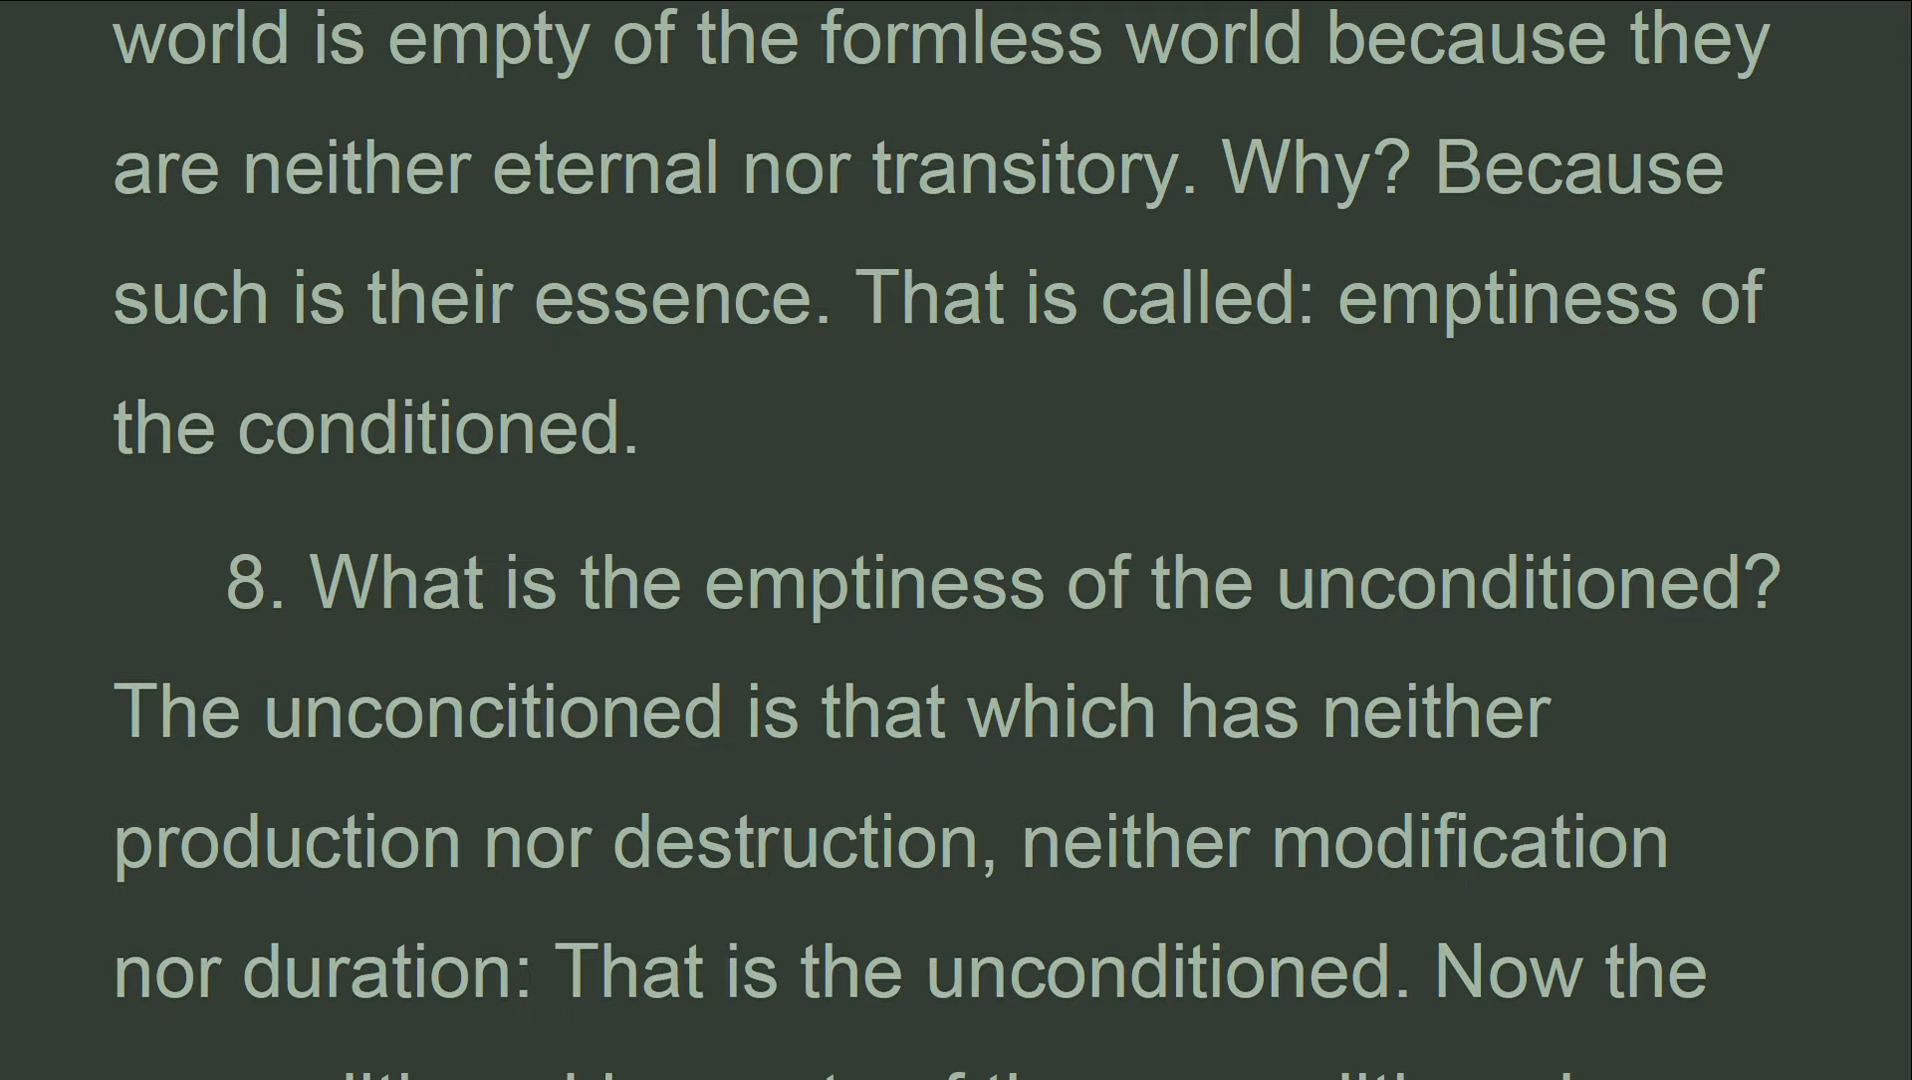 world is empty of the formless world because they
are neither eternal nor transitory. Why? Because
such is their essence. That is called: emptiness of
the conditioned.
8. What is the emptiness of the unconditioned?
The unconcitioned is that which has neither
production nor destruction, neither modification
nor duration: That is the unconditioned. Now the